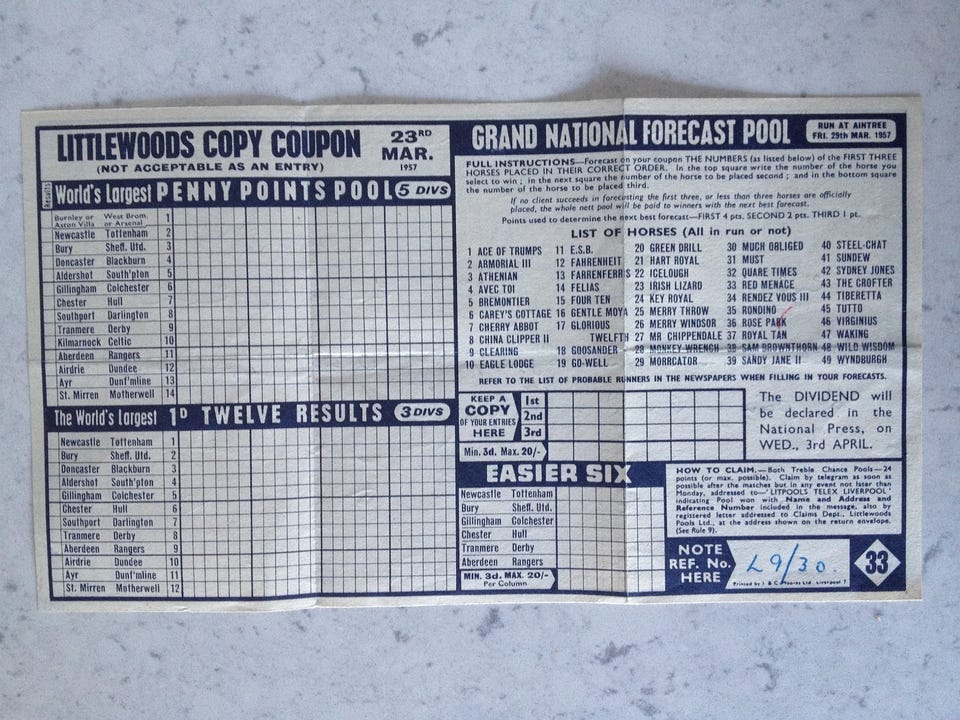 LITTLEWOODS COPY COUPON
(NOT ACCEPTABLE AS AN ENTRY)
23RD
MAR.
1957
Results
World's Largest PENNY POINTS POOL 5 DIVS
Burnley or Aston Villa West Brom. or Arsenal 1
Newcastle Tottenham 2
Bury Sheff. Utd. 3
Doncaster Blackburn 4
Aldershot South'pton 5
Gillingham Colchester 6
Chester Hull 7
Southport Darlington 8
Tranmere Derby 9
Kilmarnock Celtic 10
Aberdeen Rangers 11
Airdrie Dundee 12
Ayr Dunf'mline 13
St. Mirren Motherwell 14
The World's Largest 1D TWELVE RESULTS 3 DIVS
Newcastle Tottenham 1
Bury Sheff. Utd. 2
Doncaster Blackburn 3
Aldershot South'pton 4
Gillingham Colchester 5
Chester Hull 6
Southport Darlington 7
Tranmere Derby 8
Aberdeen Rangers 9
Airdrie Dundee 10
Ayr Dunf'mline 11
St. Mirren Motherwell 12
GRAND NATIONAL FORECAST POOL
RUN AT AINTREE
FRI. 29th MAR. 1957
FULL INSTRUCTIONS—Forecast on your coupon THE NUMBERS (as listed below) of the FIRST THREE
HORSES PLACED IN THEIR CORRECT ORDER. In the top square write the number of horse you
select to win; in the next square the number of the horse to be placed second; and in the bottom square
the number of the horse to be placed third.
If no client succeeds in forecasting the first three, or less than three horses are officially
placed, the whole nett pool will be paid to winners with the next best forecast.
Points used to determine the next best forecast—FIRST 4 pts, SECOND 2 pts. THIRD 1 pt.
LIST OF HORSES (All in run or not)
1 ACE OF TRUMPS
2 ARMORIAL III
3 ATHENIAN
4 AVEC TOI
5 BREMONTIER
6 CAREY'S COTTAGE
7 CHERRY ABBOT
8 CHINA CLIPPER II
9 CLEARING
10 EAGLE LODGE
11 E.S.B.
12 FAHRENHEIT
13 FARRENFERRIS
14 FELIAS
15 FOUR TEN
16 GENTLE MOYA
17 GLORIOUS
TWELFTH
18 GOOSANDER
19 GO-WELL
20 GREEN DRILL
21 HART ROYAL
22 ICELOUGH
23 IRISH LIZARD
24 KEY ROYAL
25 MERRY THROW
26 MERRY WINDSOR
27 MR CHIPPENDALE
28 MONKEY WRENCH
29 MORRCATOR
30 MUCH OBLIGED
31 MUST
32 QUARE TIMES
33 RED MENACE
34 RENDEZ VOUS III
35 RONDINO
36 ROSE PARK
37 ROYAL TAN
38 SAM BROWNTHORN
39 SANDY JANE II
40 STEEL-CHAT
41 SUNDEW
42 SYDNEY JONES
43 THE CROFTER
44 TIBERETTA
45 TUTTO
46 VIRGINIUS
47 WAKING
48 WILD WISDOM
49 WYNDBURGH
REFER TO THE LIST OF PROBABLE RUNNERS IN THE NEWSPAPERS WHEN FILLING IN YOUR FORECASTS.
KEEP A
COPY
OF YOUR ENTRIES
HERE
1st
2nd
3rd
Min. 3d. Max. 20/-
The DIVIDEND will
be declared in the
National Press, on
WED., 3rd APRIL.
EASIER SIX
Newcastle Tottenham
Bury Sheff. Utd.
Gillingham Colchester
Chester Hull
Tranmere Derby
Aberdeen Rangers
MIN. 3d. MAX. 20/-
Per Column
HOW TO CLAIM.—Both Treble Chance Pools—24
points (or max. possible). Claim by telegram as soon as
possible after the matches but in any event not later than
Monday, addressed to—'LITPOOLS TELEX LIVERPOOL'
indicating Pool won with Name and Address and
Reference Number included in the message, also by
registered letter addressed to Claims Dept., Littlewoods
Pools Ltd., at the address shown on the return envelope.
(See Rule 9).
NOTE
REF. No.
HERE
L9/30.
Printed by J & C Moores Ltd. Liverpool 7
33